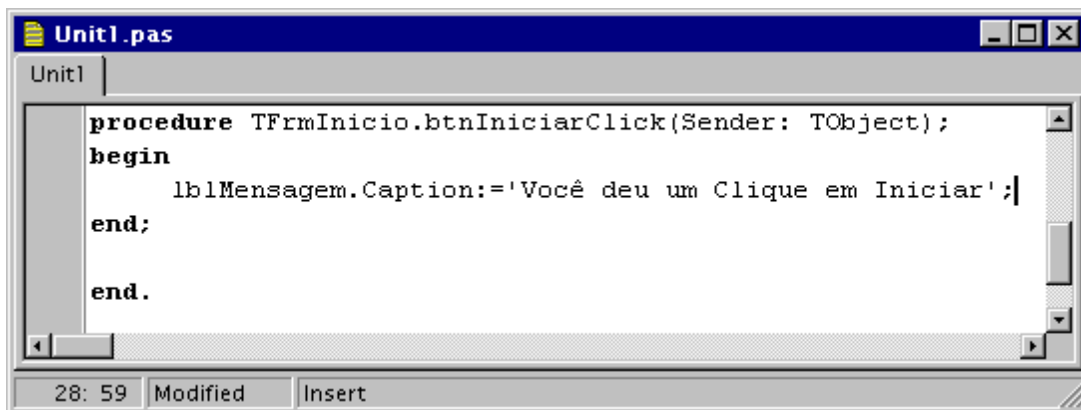 Unit1.pas
Unit1
procedure TFrmInicio.btnIniciarClick(Sender: TObject);
begin
lblMensagem.Caption:='Você deu um Clique em Iniciar';
end;
end.
28: 59 Modified Insert